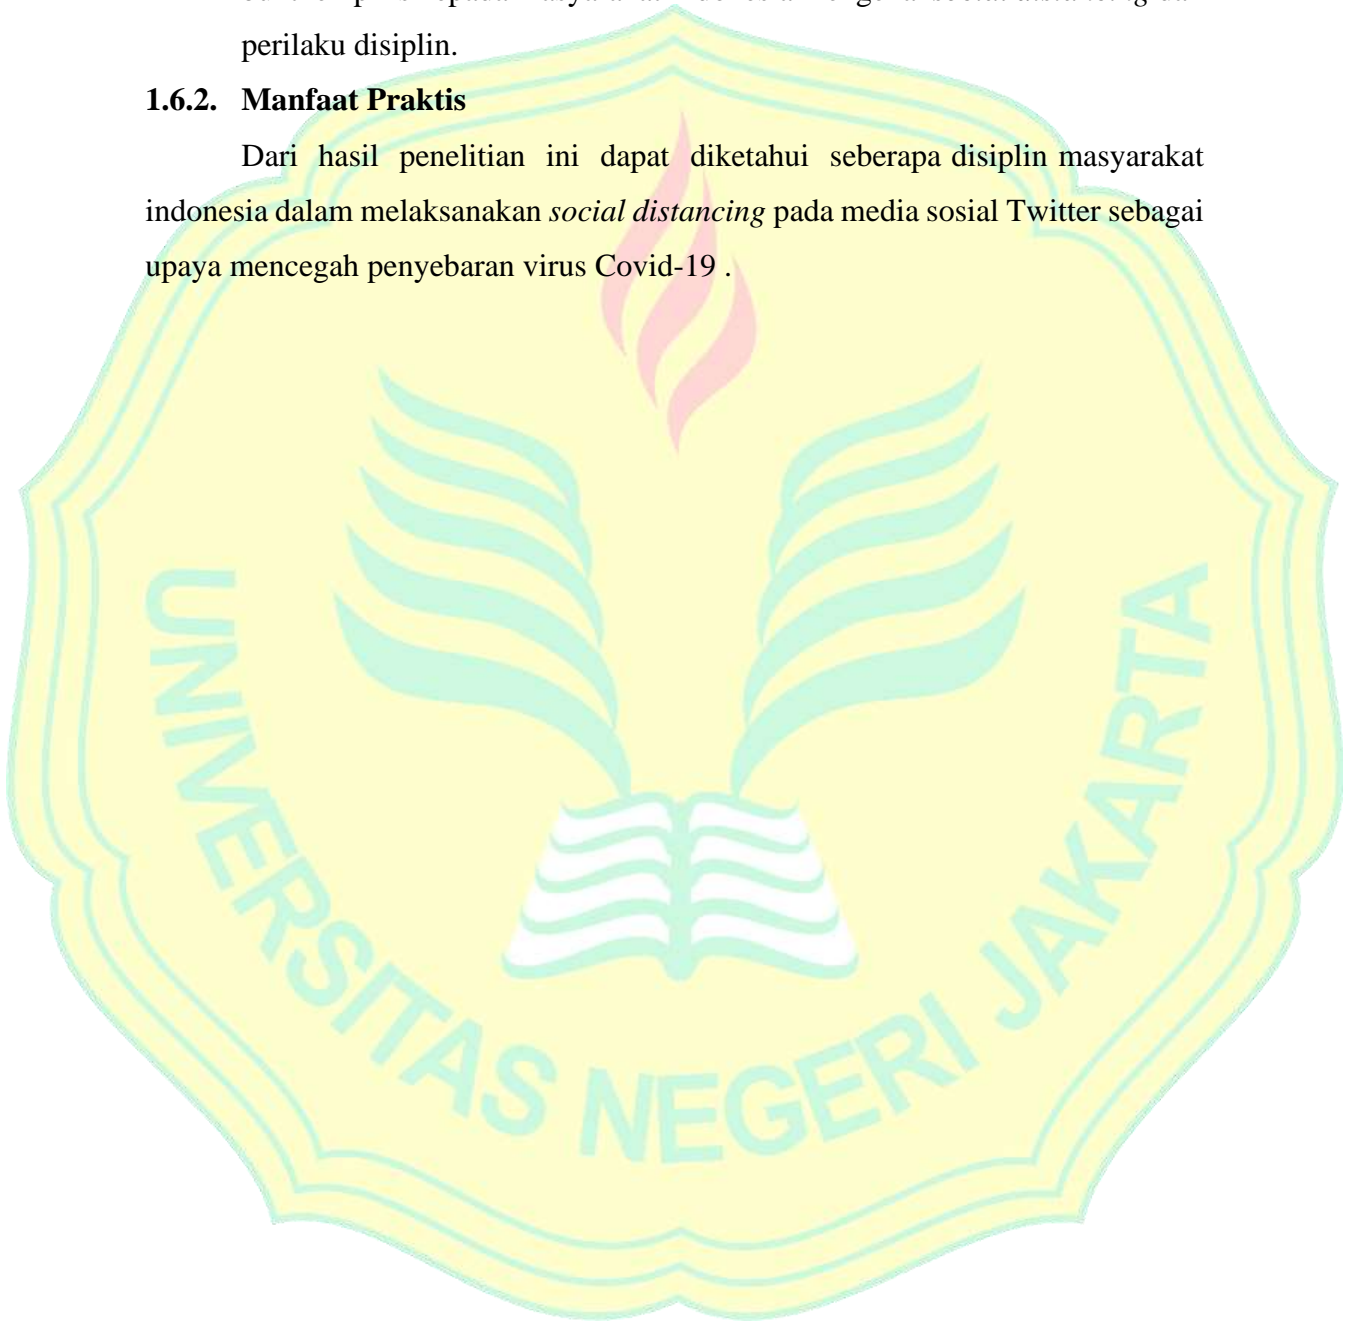 perilaku disiplin.
1.6.2. Manfaat Praktis
Dari hasil penelitian ini dapat diketahui seberapa disiplin masyarakat
indonesia dalam melaksanakan social distancing pada media sosial Twitter sebagai
upaya mencegah penyebaran virus Covid-19 .
UNIVERSITAS NEGERI JAKARTA